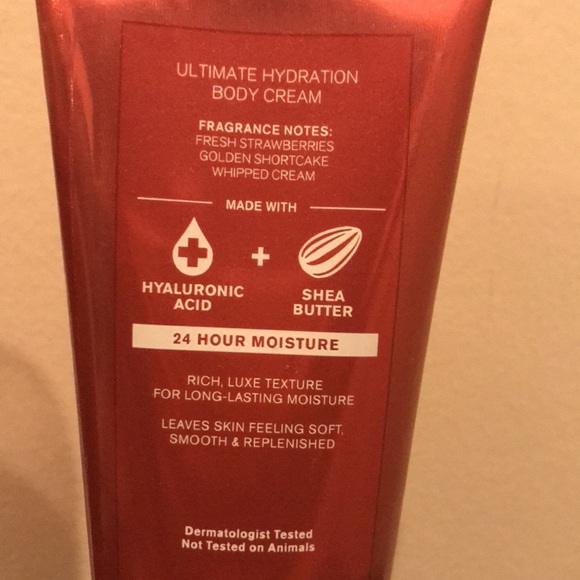 ULTIMATE HYDRATION
BODY CREAM
FRAGRANCE NOTES:
FRESH STRAWBERRIES
GOLDEN SHORTCAKE
WHIPPED CREAM
MADE WITH
+
HYALURONIC
ACID
SHEA
BUTTER
24 HOUR MOISTURE
RICH, LUXE TEXTURE
FOR LONG-LASTING MOISTURE
LEAVES SKIN FEELING SOFT,
SMOOTH & REPLENISHED
Dermatologist Tested
Not Tested on Animals